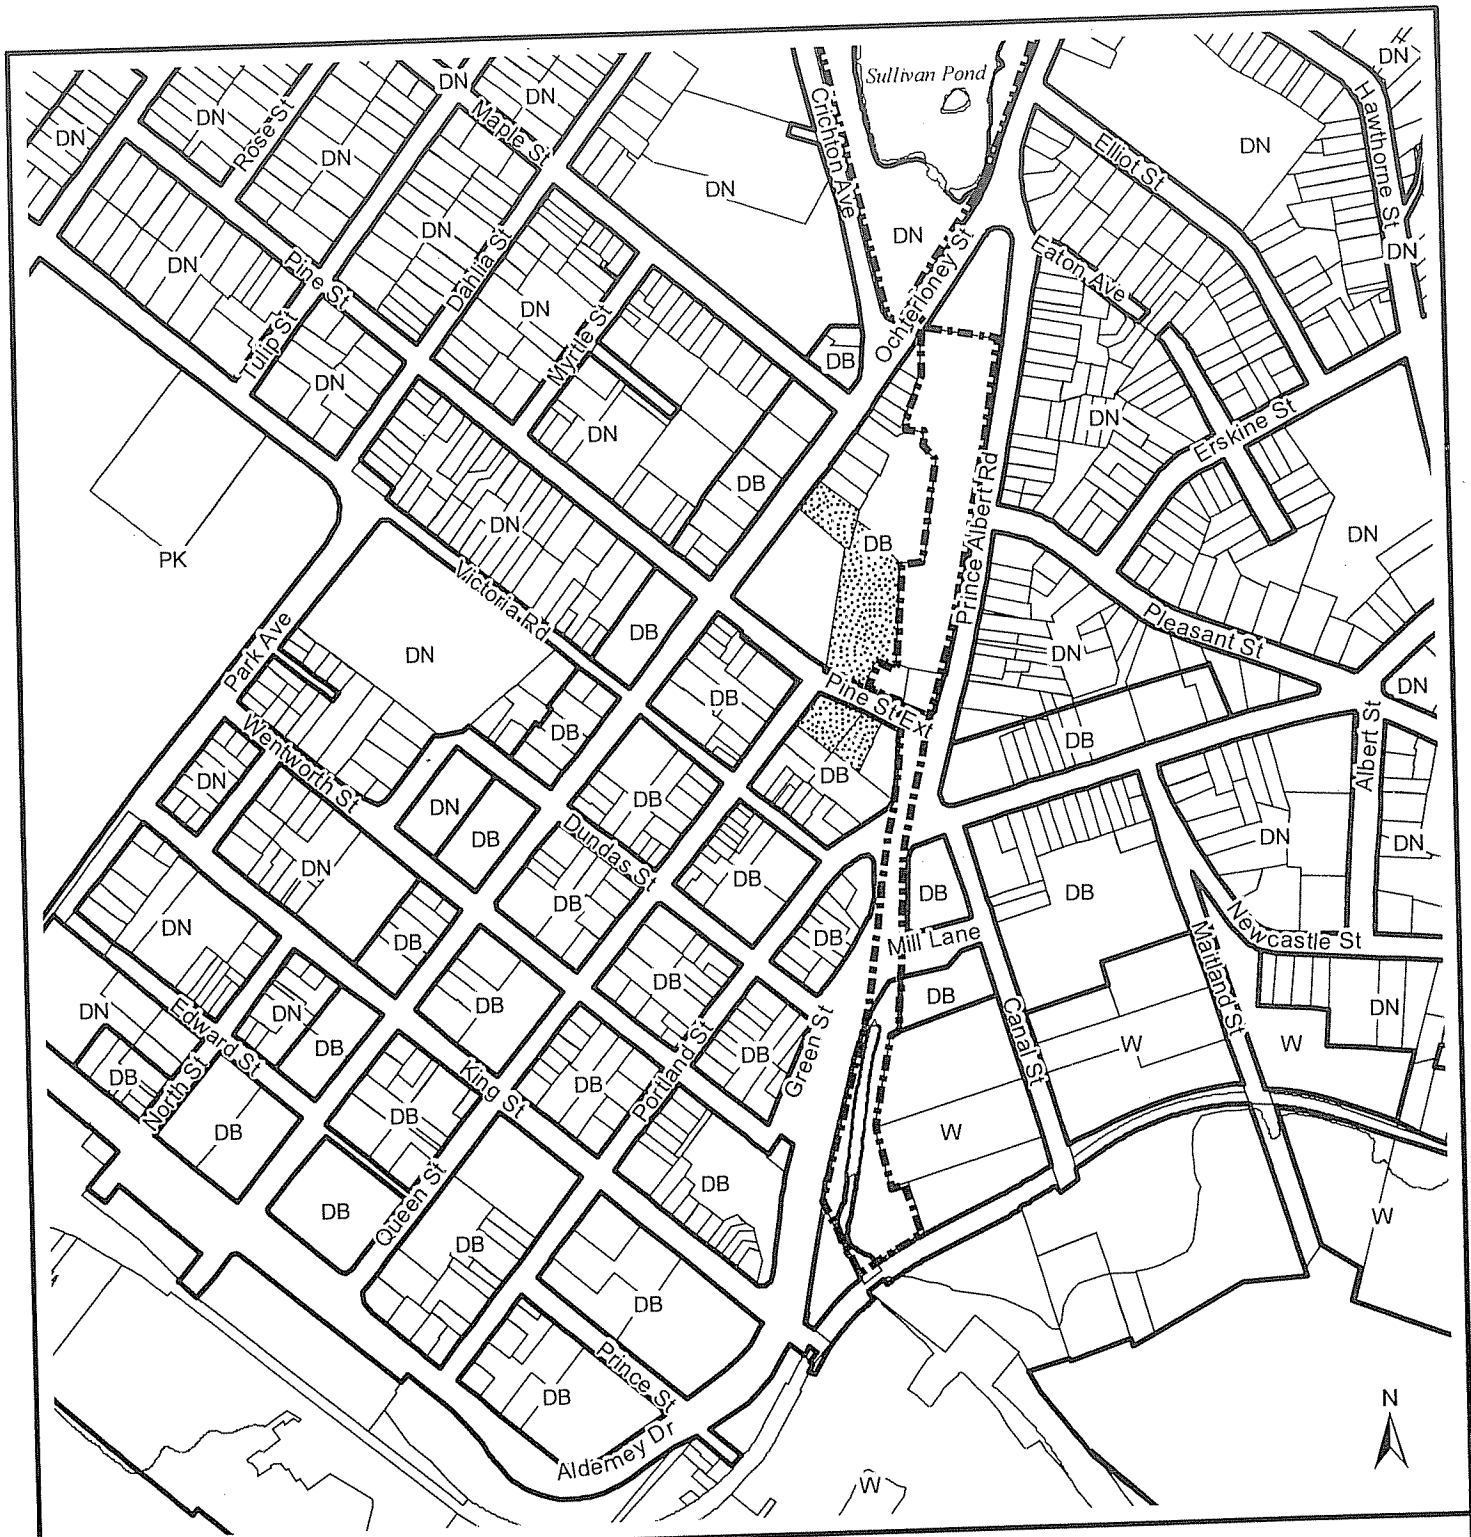 Sullivan Pond
DN
DN
DN
DN
Maple St
Crichton Ave
Hawthorne St
DN
DN
Rose St
DN
Elliot St
DN
DN
DN
DN
DN
Ochterloney St
Eaton Ave
DN
Pine St
Dahlia St
DN
Myrtle St
Tulip St
DN
DB
DN
DN
Erskine St
DB
DN
Prince Albert Rd
DB
DN
PK
Victoria Rd
DB
Pleasant St
Park Ave
DN
DN
DN
DB
Pine St Ext
Wentworth St
DB
DB
Albert St
DN
DN
DB
DB
DB
Dundas St
DB
DN
DN
DN
DB
DB
DB
DB
DN
DB
DB
Mill Lane
Maitland St
Newcastle St
DB
DB
DB
DN
DN
Edward St
DN
DB
Portland St
DB
Green St
Canal St
W
W
DN
DB
North St
King St
DB
DB
DB
W
DB
Queen St
DB
W
DB
DB
Prince St
DB
Alderney Dr
W
N